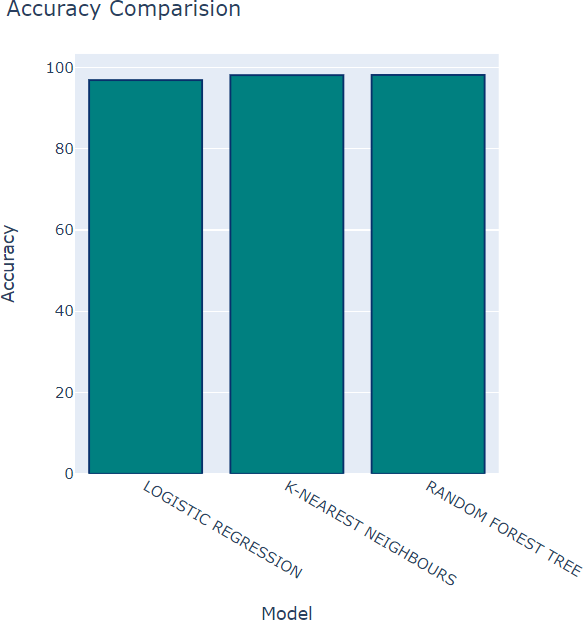 Accuracy Comparision
100
80
60
40
20
0
Accuracy
LOGISTIC REGRESSION
K-NEAREST NEIGHBOURS
RANDOM FOREST TREE
Model